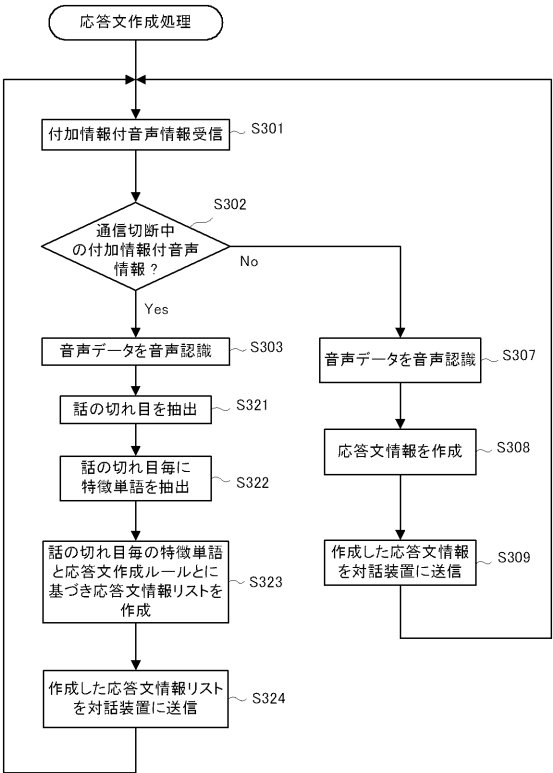 応答文作成処理
付加情報付音声情報受信
S301
S302
通信切断中
の付加情報付音声
情報?
No
Yes
音声データを音声認識
S303
話の切れ目を抽出
S321
話の切れ目毎に
特徴単語を抽出
S322
話の切れ目毎の特徴単語
と応答文作成ルールとに
基づき応答文情報リストを
作成
S323
作成した応答文情報リスト
を対話装置に送信
S324
音声データを音声認識
S307
応答文情報を作成
S308
作成した応答文情報
を対話装置に送信
S309